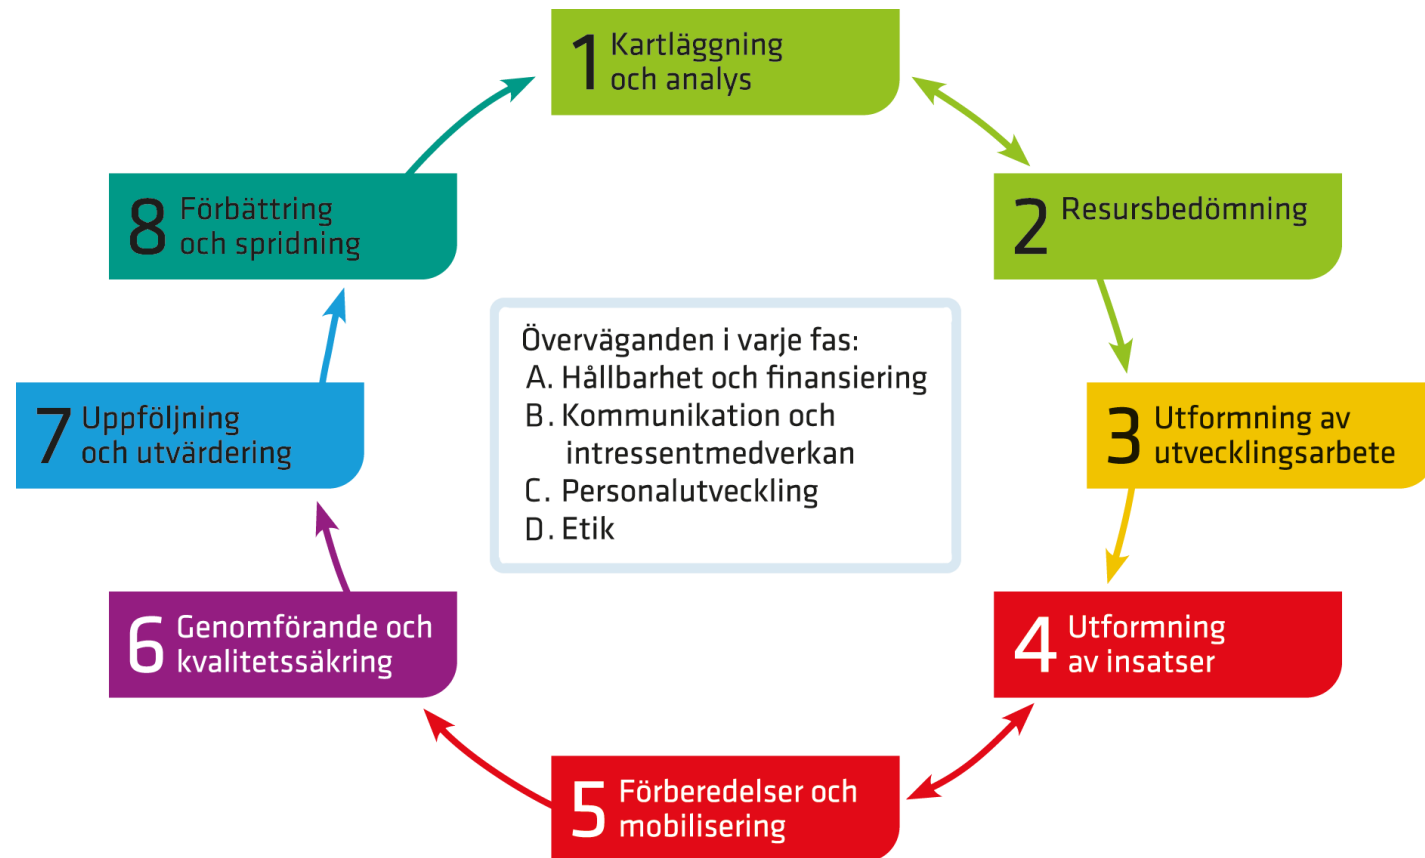 1 Kartläggning
och analys
2 Resursbedömning
3 Utformning av
utvecklingsarbete
4 Utformning
av insatser
5 Förberedelser och
mobilisering
6 Genomförande och
kvalitetssäkring
7 Uppföljning
och utvärdering
8 Förbättring
och spridning
Överväganden i varje fas:
A. Hållbarhet och finansiering
B. Kommunikation och
intressentmedverkan
C. Personalutveckling
D. Etik